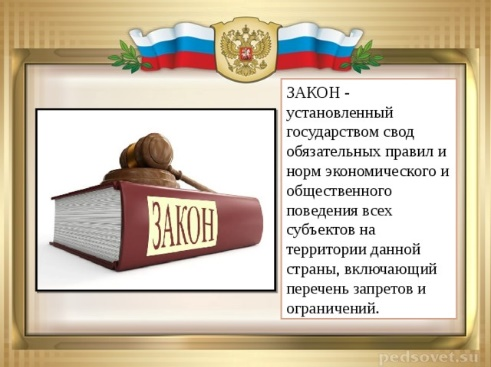 ЗАКОН -
установленный
государством свод
обязательных правил и
норм экономического и
общественного
поведения всех
субъектов на
территории данной
страны, включающий
перечень запретов и
ограничений.
ЗАКОН
pedsovet.su